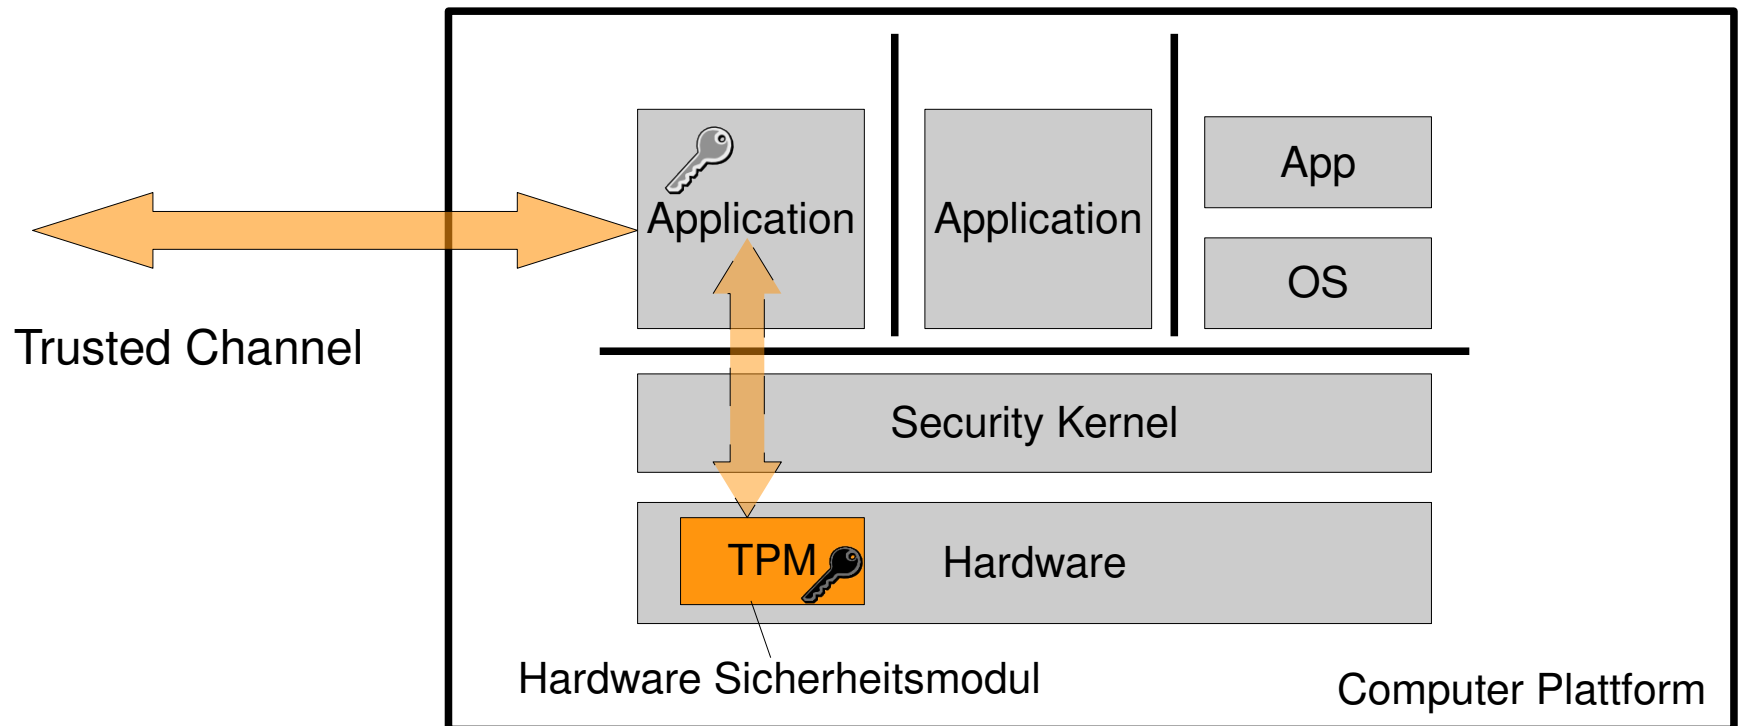 App
Application
Application
OS
Trusted Channel
Security Kernel
TPM
Hardware
Hardware Sicherheitsmodul
Computer Plattform